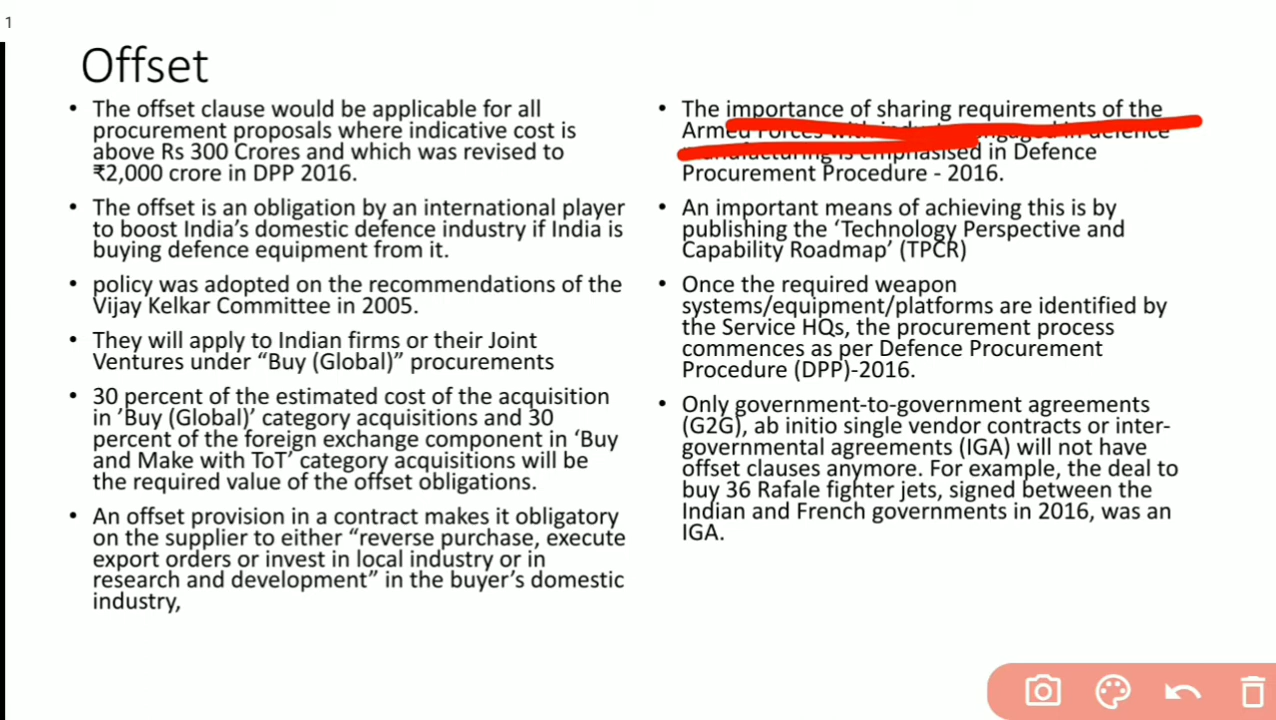 1
Offset
• The offset clause would be applicable for all
procurement proposals where indicative cost is
above Rs 300 Crores and which was revised to
₹2,000 crore in DPP 2016.
• The offset is an obligation by an international player
to boost India's domestic defence industry if India is
buying defence equipment from it.
• policy was adopted on the recommendations of the
Vijay Kelkar Committee in 2005.
• They will apply to Indian firms or their Joint
Ventures under “Buy (Global)” procurements
• 30 percent of the estimated cost of the acquisition
in ’Buy (Global)’ category acquisitions and 30
percent of the foreign exchange component in ‘Buy
and Make with ToT’ category acquisitions will be
the required value of the offset obligations.
• An offset provision in a contract makes it obligatory
on the supplier to either “reverse purchase, execute
export orders or invest in local industry or in
research and development” in the buyer’s domestic
industry,
• The importance of sharing requirements of the
Armed Forces with industry engaged in defence
manufacturing is emphasised in Defence
Procurement Procedure - 2016.
• An important means of achieving this is by
publishing the ‘Technology Perspective and
Capability Roadmap’ (TPCR)
• Once the required weapon
systems/equipment/platforms are identified by
the Service HQs, the procurement process
commences as per Defence Procurement
Procedure (DPP)-2016.
• Only government-to-government agreements
(G2G), ab initio single vendor contracts or inter-
governmental agreements (IGA) will not have
offset clauses anymore. For example, the deal to
buy 36 Rafale fighter jets, signed between the
Indian and French governments in 2016, was an
IGA.